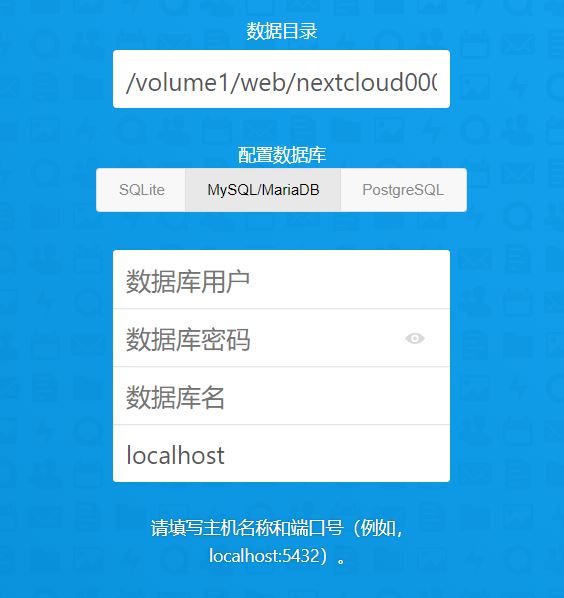 数据目录
/volume1/web/nextcloud000
配置数据库
SQLite MySQL/MariaDB PostgreSQL
数据库用户
数据库密码
数据库名
localhost
请填写主机名称和端口号（例如，
localhost:5432）。